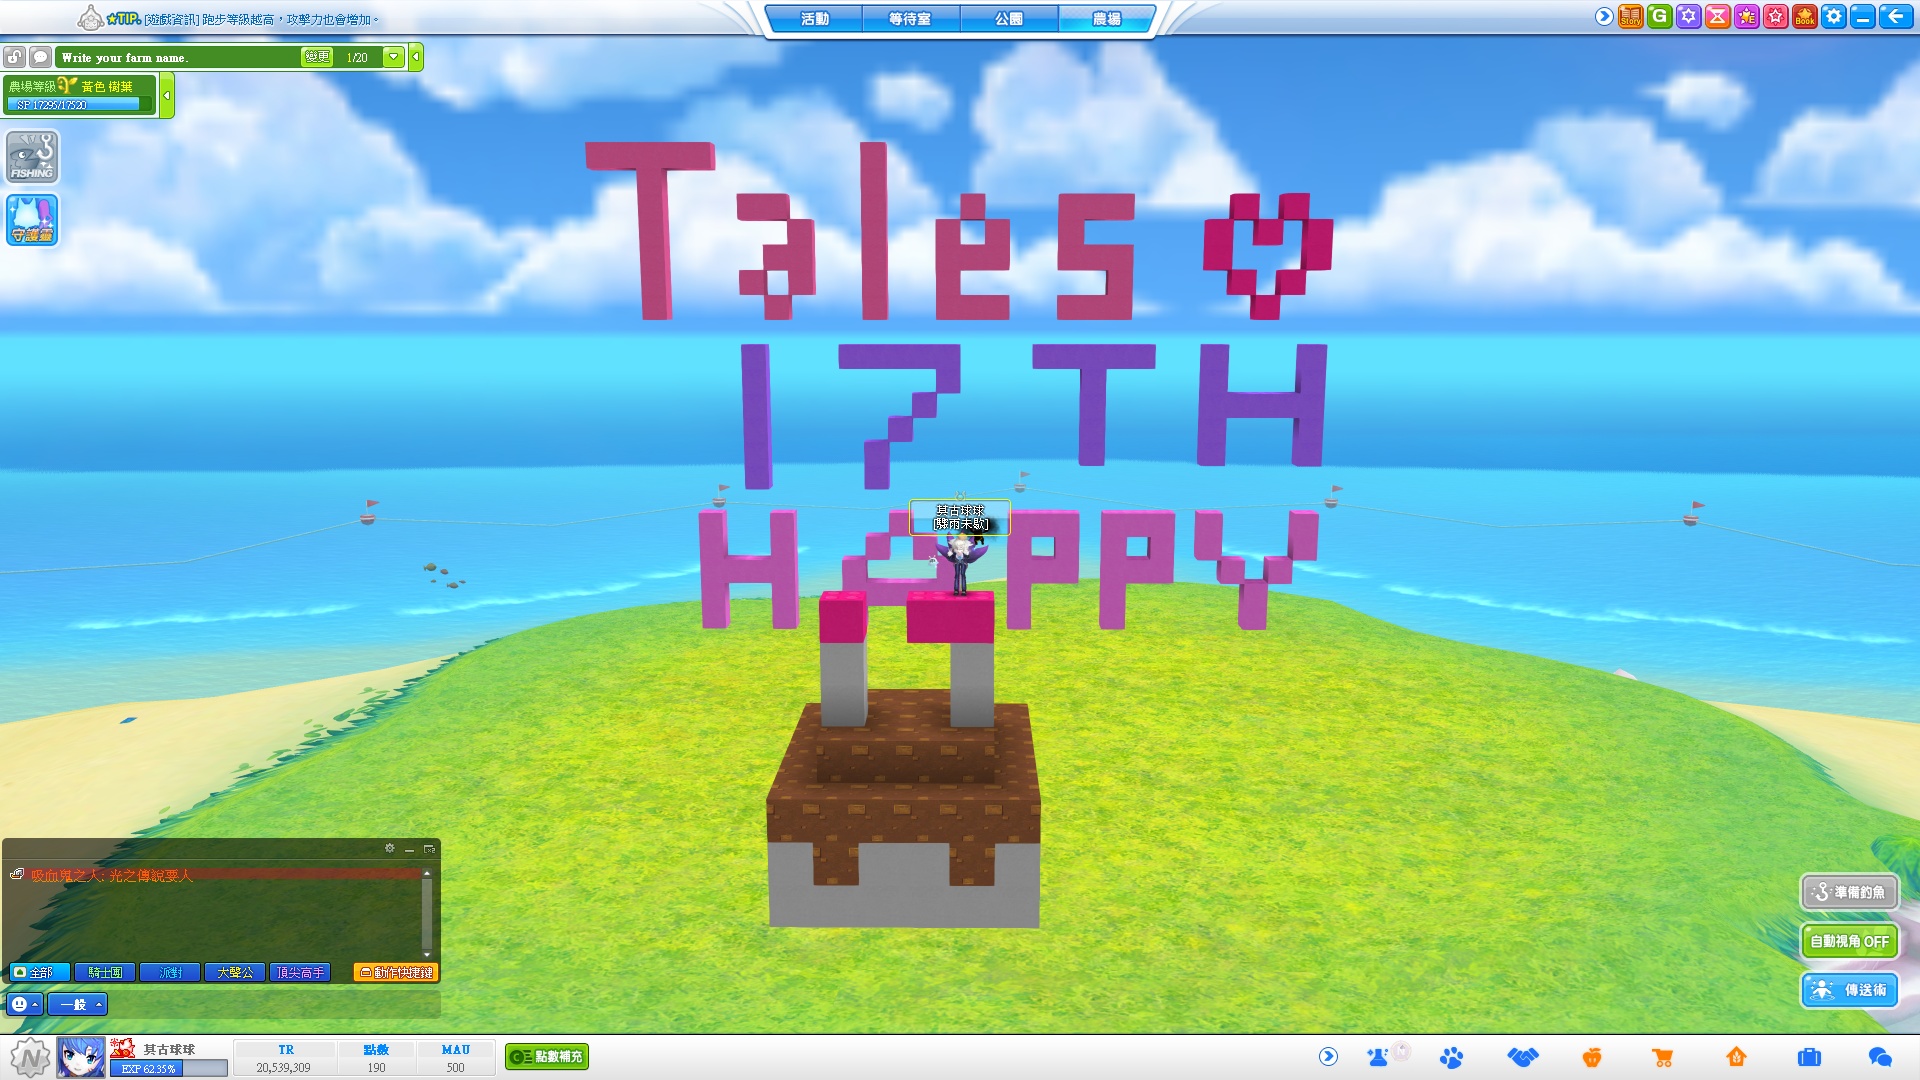 TIP. [遊戲資訊] 跑步等級越高，攻擊力也會增加。
活動 等待室 公園 農場
Story G E Book
Write your farm name. 變更 1/20
農場等級 黃色 樹葉
SP 17295/17520
FISHING
守護靈
Tales
17TH
HAPPY
莫古球球
[驟雨未歇]
吸血鬼之人: 光之傳說要人
全部 騎士團 派對 大聲公 頂尖高手 動作快捷鍵
一般
準備釣魚
自動視角 OFF
傳送術
N
莫古球球
EXP 62.35%
TR 點數 MAU
20,539,309 190 500
點數補充